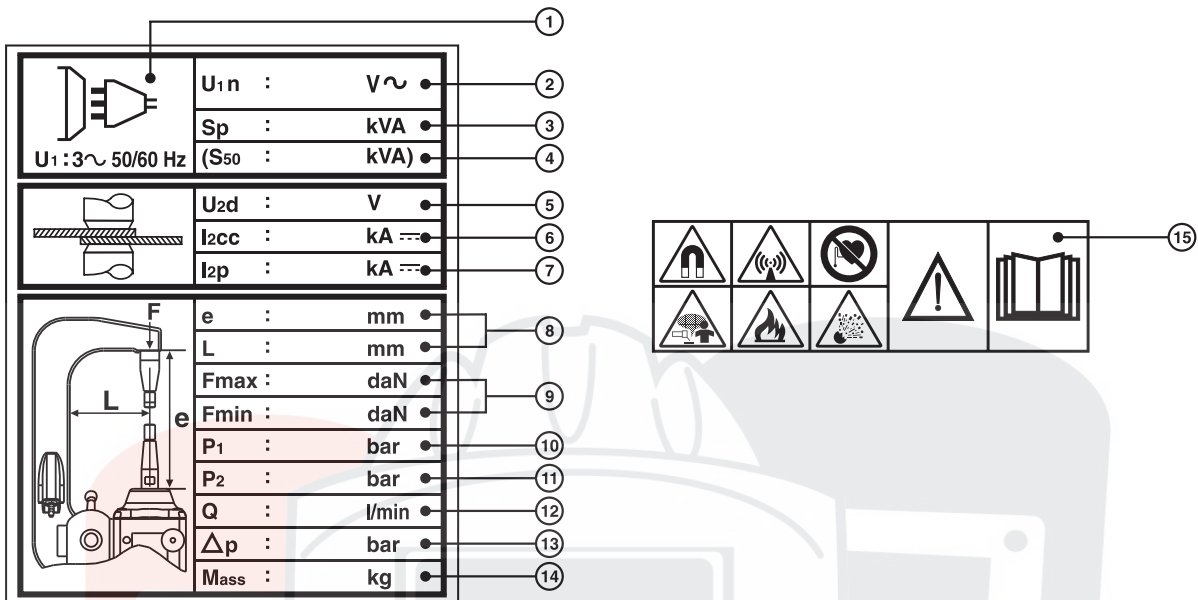 1
U1n : V~ 2
Sp : kVA 3
U1 : 3~ 50/60 Hz (S50 : kVA) 4
U2d : V 5
I2cc : kA ⎓ 6
I2p : kA ⎓ 7
15
F
L
e
e : mm
L : mm
8
Fmax : daN
Fmin : daN
9
P1 : bar 10
P2 : bar 11
Q : l/min 12
Δp : bar 13
Mass : kg 14